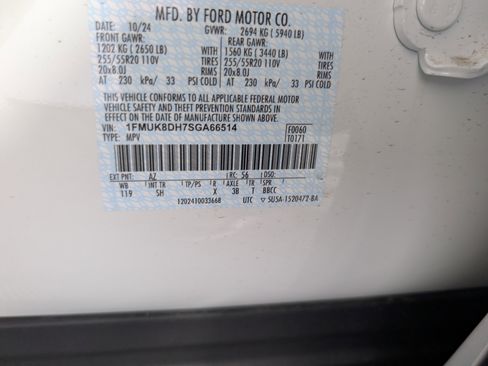 MFD. BY FORD MOTOR CO.
DATE: 10/24 GVWR: 2694 KG ( 5940 LB)
FRONT GAWR: REAR GAWR:
1202 KG ( 2650 LB) WITH 1560 KG ( 3440 LB) WITH
255/55R20 110V TIRES 255/55R20 110V TIRES
20x8.0J RIMS 20x8.0J RIMS
AT 230 kPa/ 33 PSI COLD AT 230 kPa/ 33 PSI COLD
THIS VEHICLE CONFORMS TO ALL APPLICABLE FEDERAL MOTOR
VEHICLE SAFETY AND THEFT PREVENTION STANDARDS IN
EFFECT ON THE DATE OF MANUFACTURE SHOWN ABOVE.
VIN: 1FMUK8DH7SGA66514 F0060
TYPE: MPV T0171
EXT PNT: AZ RC: 56 DSO:
WB INT TR TP/PS R AXLE TR SPR
119 SH X 3B T BBCC
1202410033668 UTC ▽ SU5A-1520472-BA